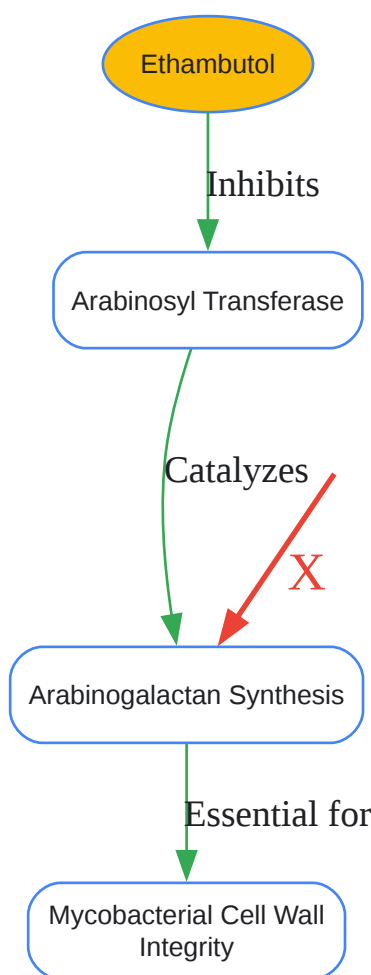 Ethambutol
Inhibits
Arabinosyl Transferase
Catalyzes
X
Arabinogalactan Synthesis
Essential for
Mycobacterial Cell Wall
Integrity